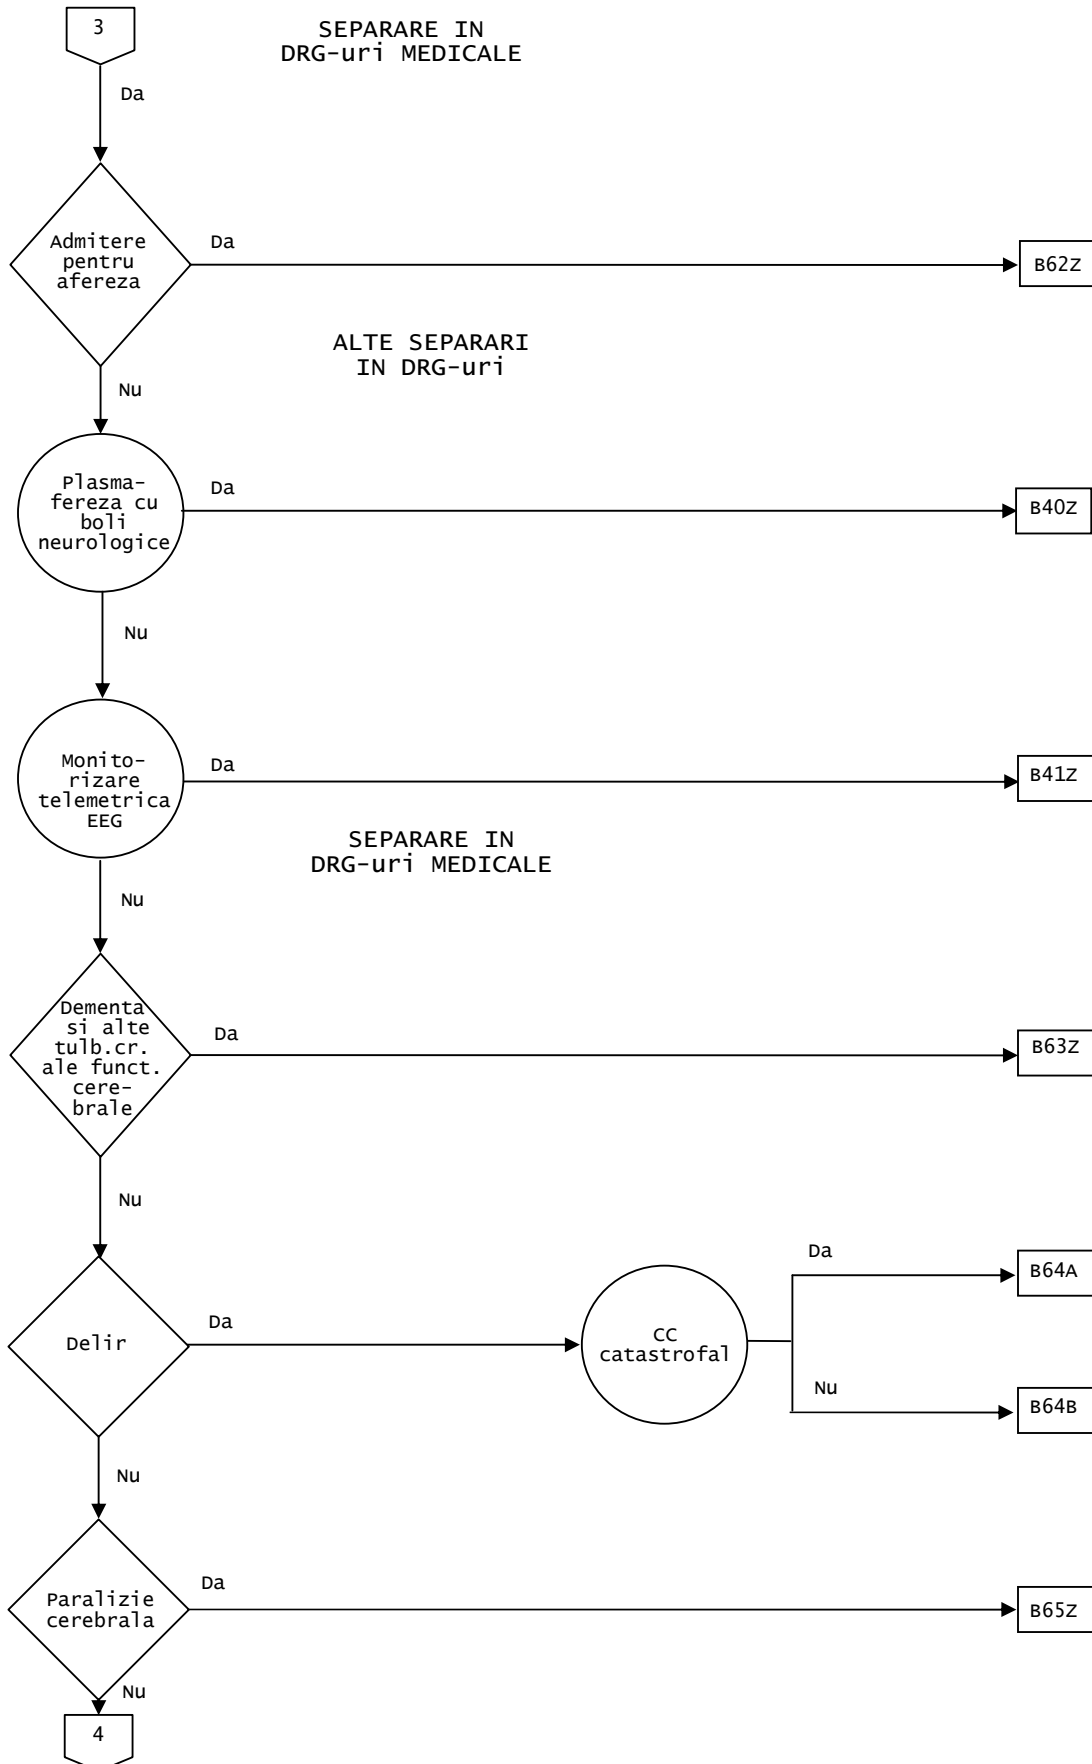 3
SEPARARE IN
DRG-uri MEDICALE
Da
Admitere
pentru
afereza
Da
B62Z
ALTE SEPARARI
IN DRG-uri
Nu
Plasma-
fereza cu
boli
neurologice
Da
B40Z
Nu
Monito-
rizare
telemetrica
EEG
Da
B41Z
SEPARARE IN
DRG-uri MEDICALE
Nu
Dementa
si alte
tulb.cr.
ale funct.
cere-
brale
Da
B63Z
Nu
Delir
Da
CC
catastrofal
Da
B64A
Nu
B64B
Nu
Paralizie
cerebrala
Da
B65Z
Nu
4